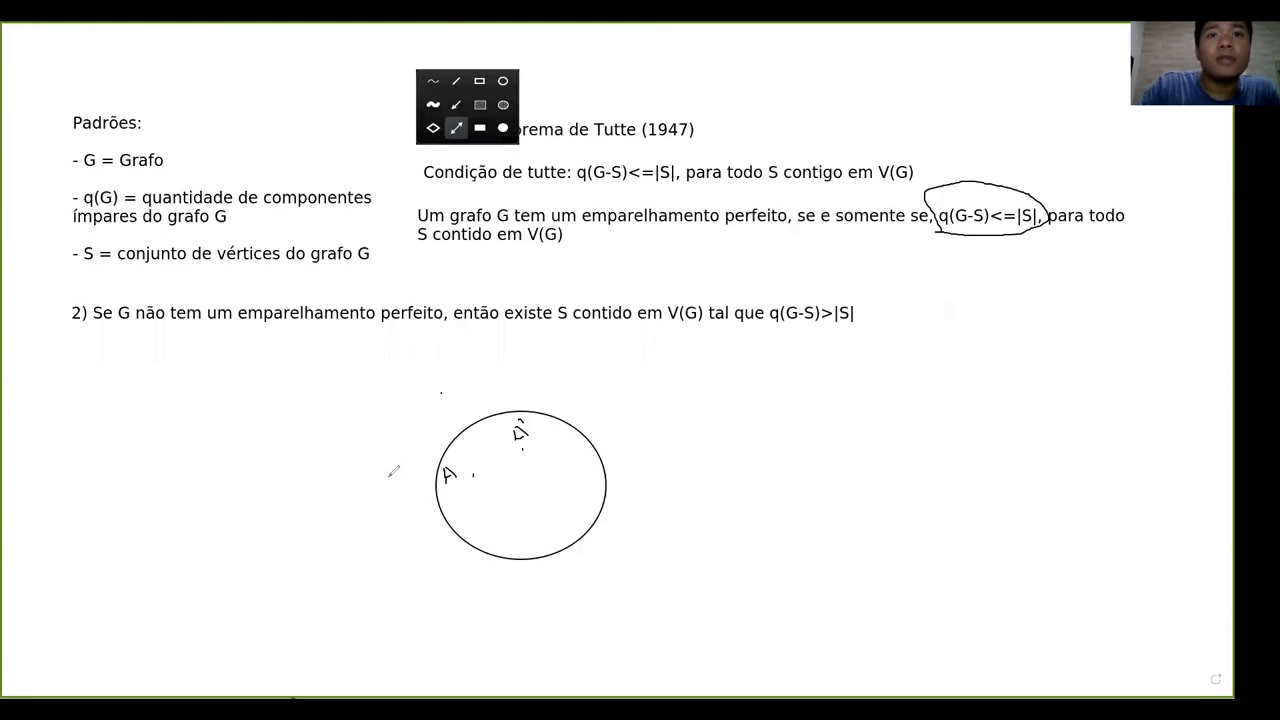 Padrões:
- G = Grafo
- q(G) = quantidade de componentes
ímpares do grafo G
- S = conjunto de vértices do grafo G
orema de Tutte (1947)
Condição de tutte: q(G-S)<=|S|, para todo S contigo em V(G)
Um grafo G tem um emparelhamento perfeito, se e somente se, q(G-S)<=|S|, para todo
S contido em V(G)
2) Se G não tem um emparelhamento perfeito, então existe S contido em V(G) tal que q(G-S)>|S|
A